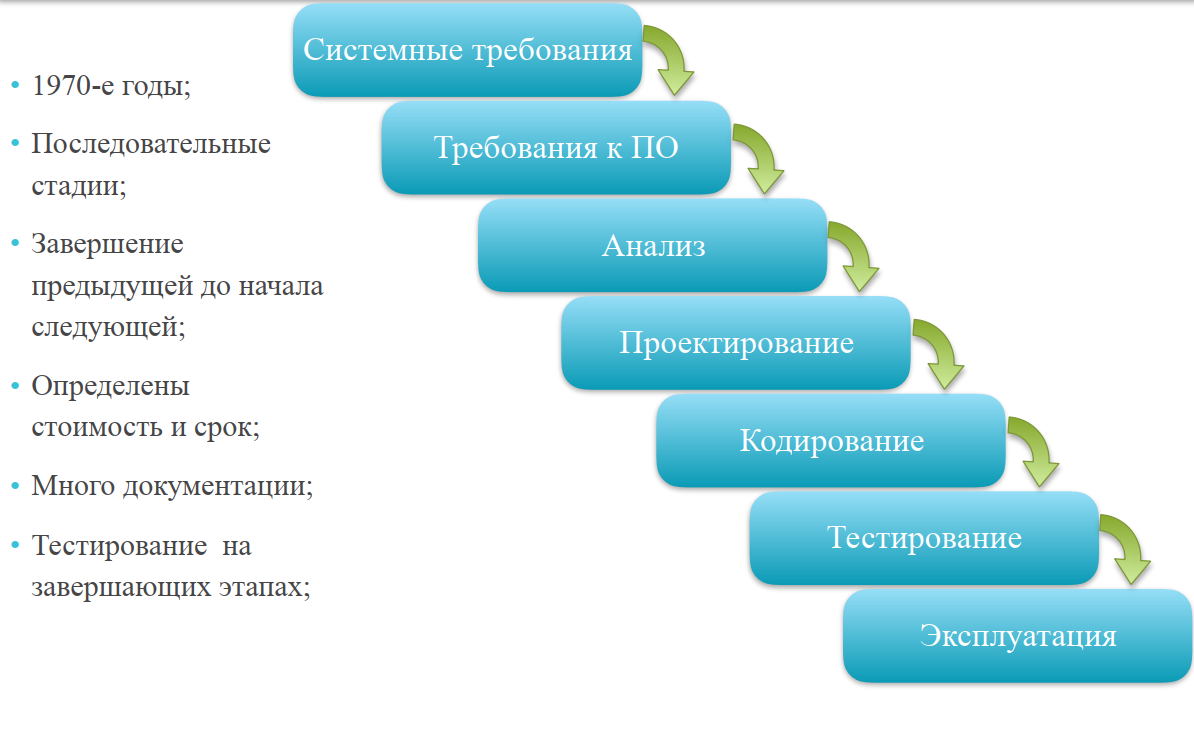 • 1970-е годы;
• Последовательные
стадии;
• Завершение
предыдущей до начала
следующей;
• Определены
стоимость и срок;
• Много документации;
• Тестирование  на
завершающих этапах;
Системные требования
Требования к ПО
Анализ
Проектирование
Кодирование
Тестирование
Эксплуатация